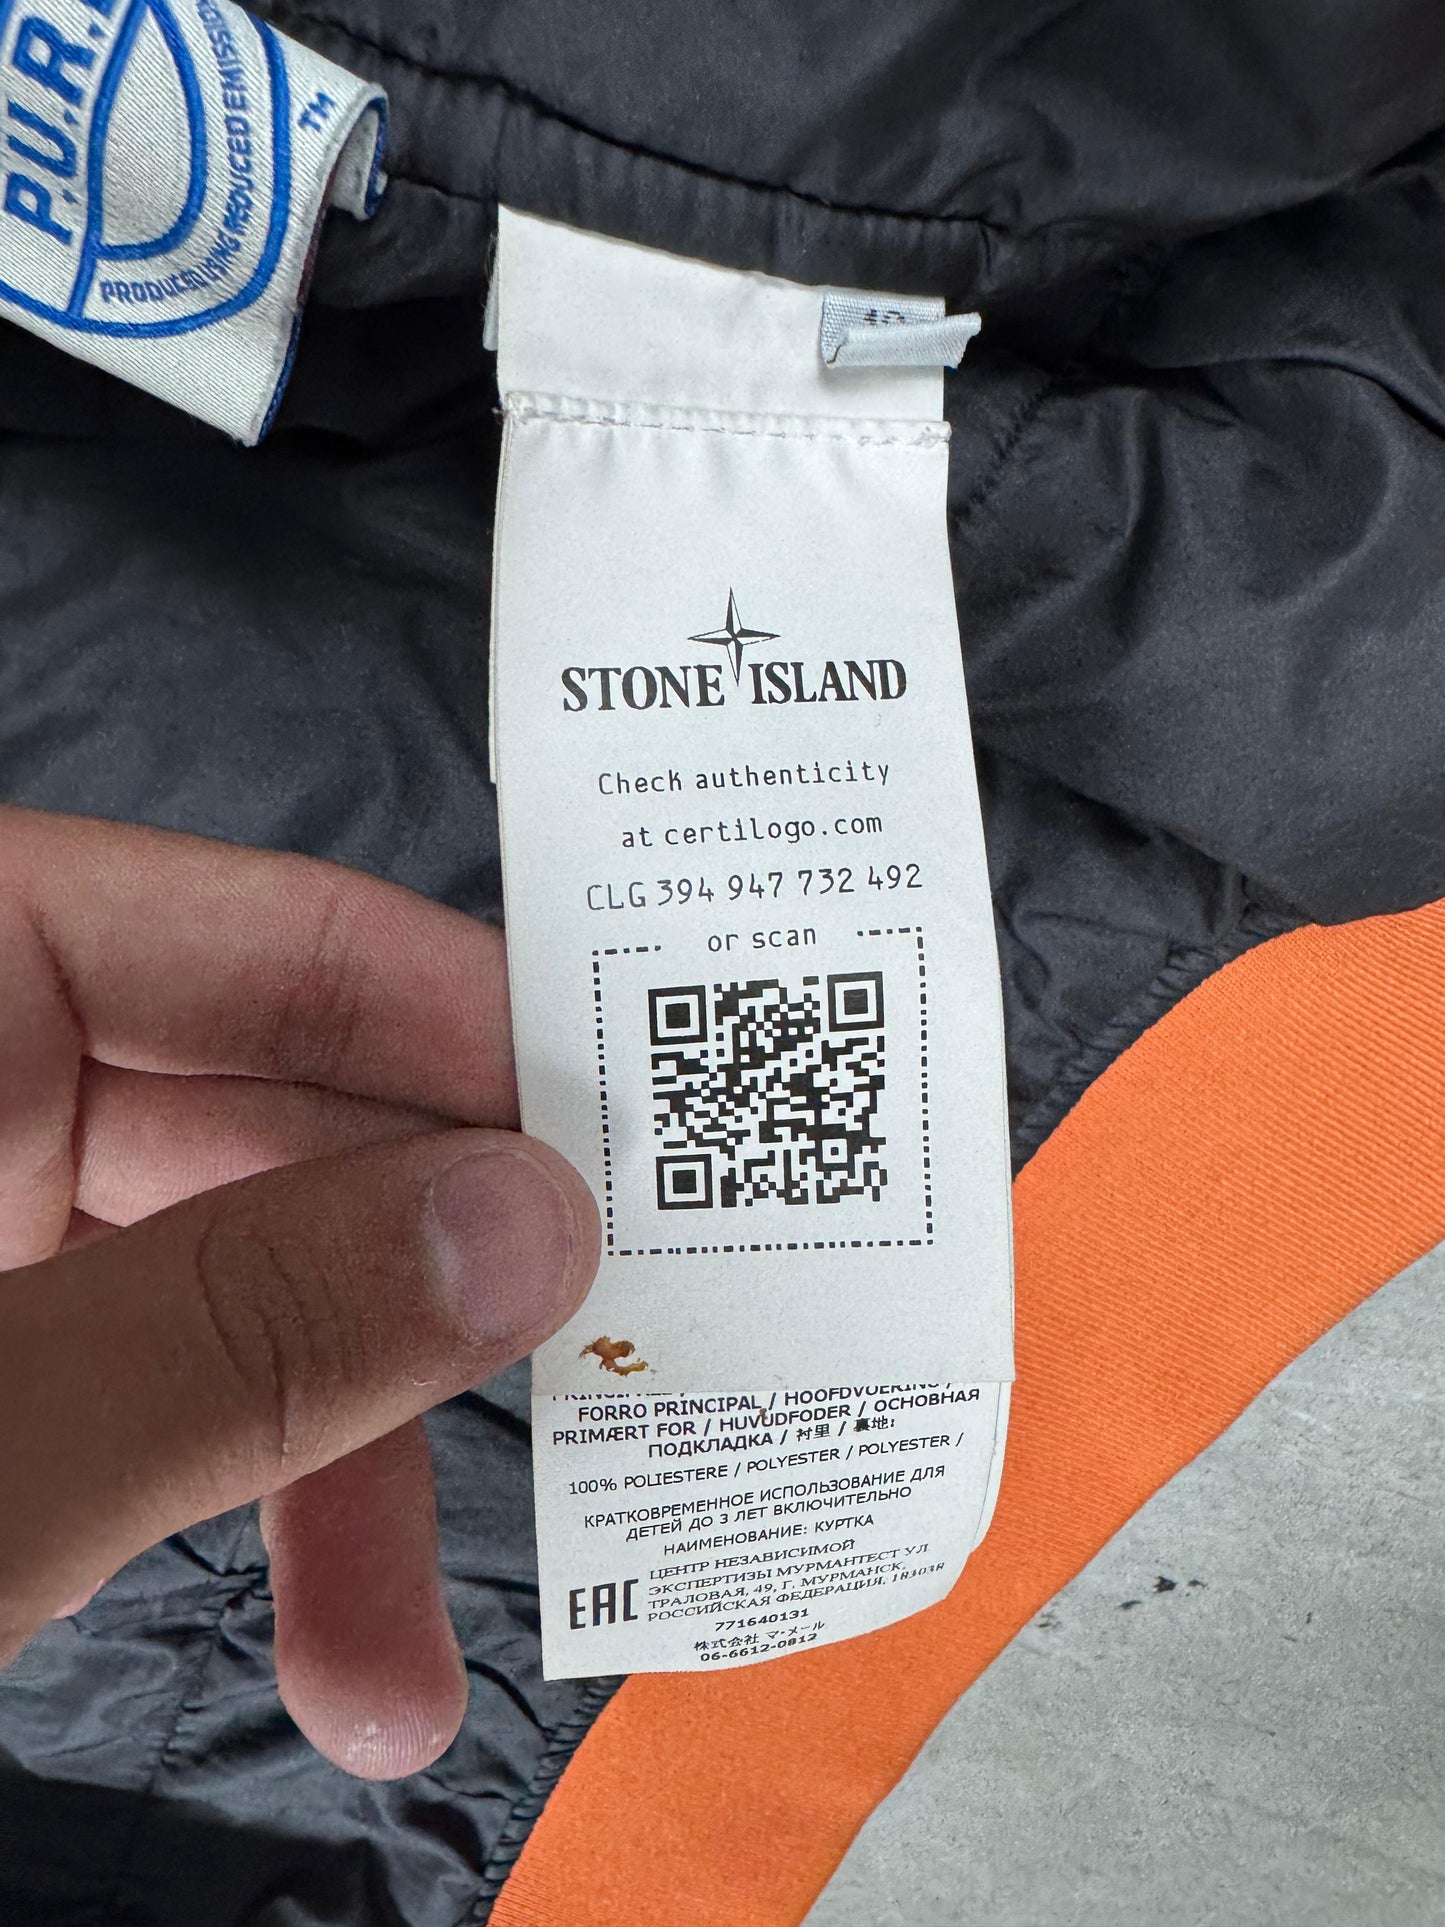 P.U.R.
PRODUCED USING REDUCED EMISSION
TM
STONE ISLAND
Check authenticity
at certilogo.com
CLG 394 947 732 492
or scan
FORRO PRINCIPAL / HOOFDVOERING /
PRIMÆRT FOR / HUVUDFODER / ОСНОВНАЯ
ПОДКЛАДКА / 衬里 / 裏地:
100% POLIESTERE / POLYESTER / POLYESTER /
КРАТКОВРЕМЕННОЕ ИСПОЛЬЗОВАНИЕ ДЛЯ
ДЕТЕЙ ДО 3 ЛЕТ ВКЛЮЧИТЕЛЬНО
НАИМЕНОВАНИЕ: КУРТКА
EAC
ЦЕНТР НЕЗАВИСИМОЙ
ЭКСПЕРТИЗЫ МУРМАНТЕСТ УЛ
ТРАЛОВАЯ, 49, Г. МУРМАНСК,
РОССИЙСКАЯ ФЕДЕРАЦИЯ, 183038
771640131
株式会社 マ・メール
06-6612-0812